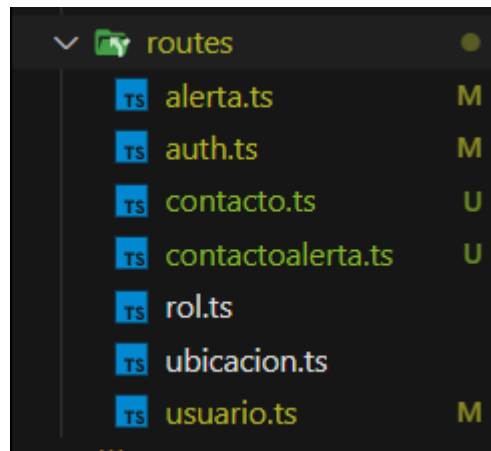 routes
TS alerta.ts M
TS auth.ts M
TS contacto.ts U
TS contactoalerta.ts U
TS rol.ts
TS ubicacion.ts
TS usuario.ts M